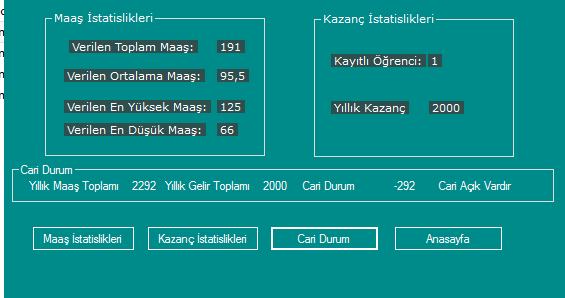 Maaş İstatislikleri
Verilen Toplam Maaş: 191
Verilen Ortalama Maaş: 95,5
Verilen En Yüksek Maaş: 125
Verilen En Düşük Maaş: 66
Kazanç İstatislikleri
Kayıtlı Öğrenci: 1
Yıllık Kazanç 2000
Cari Durum
Yıllık Maaş Toplamı 2292 Yıllık Gelir Toplamı 2000 Cari Durum -292 Cari Açık Vardır
Maaş İstatislikleri Kazanç İstatislikleri Cari Durum Anasayfa